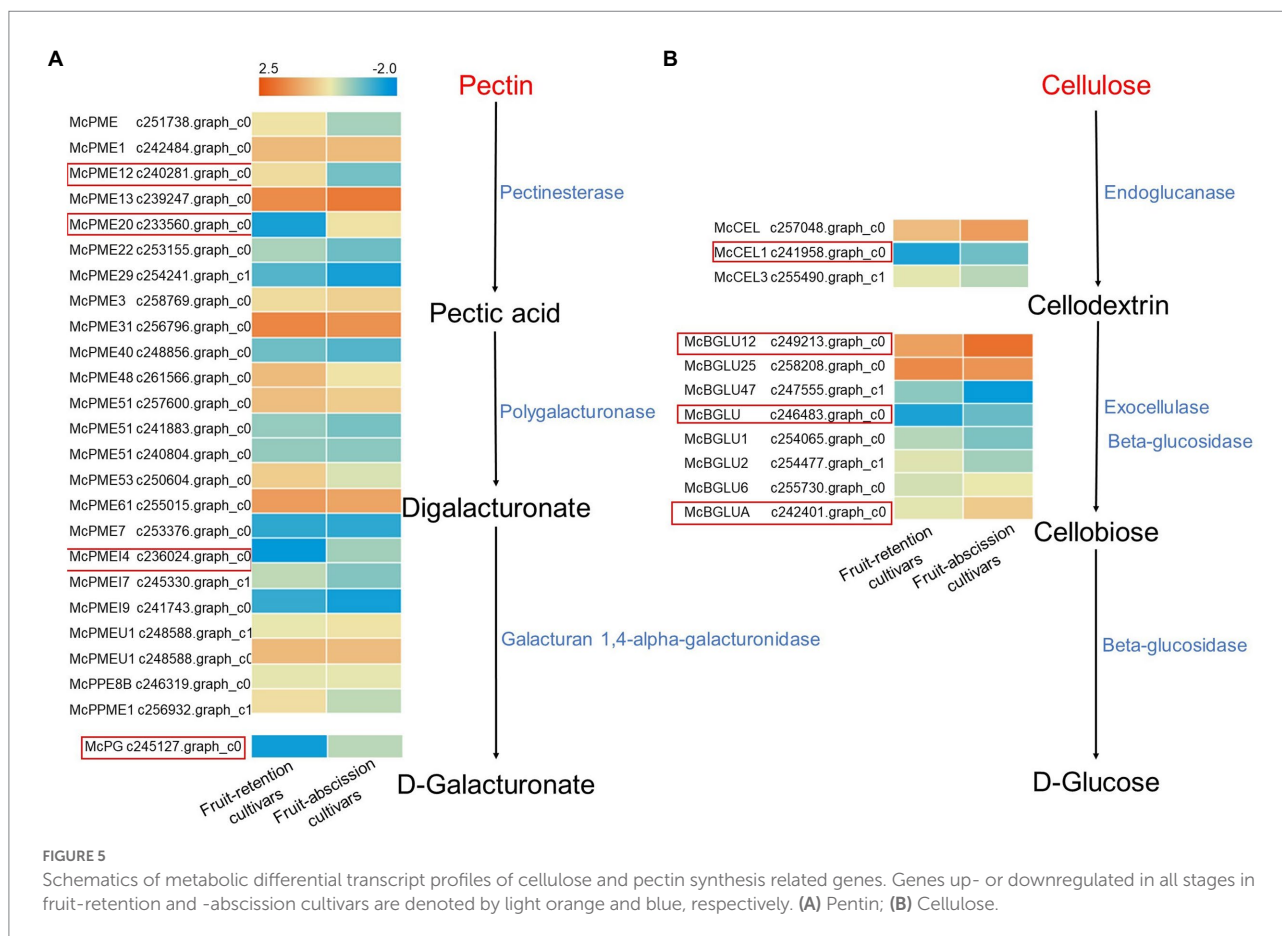 A
2.5 -2.0
McPME c251738.graph_c0
McPME1 c242484.graph_c0
McPME12 c240281.graph_c0
McPME13 c239247.graph_c0
McPME20 c233560.graph_c0
McPME22 c253155.graph_c0
McPME29 c254241.graph_c1
McPME3 c258769.graph_c0
McPME31 c256796.graph_c0
McPME40 c248856.graph_c0
McPME48 c261566.graph_c0
McPME51 c257600.graph_c0
McPME51 c241883.graph_c0
McPME51 c240804.graph_c0
McPME53 c250604.graph_c0
McPME61 c255015.graph_c0
McPME7 c253376.graph_c0
McPMEI4 c236024.graph_c0
McPMEI7 c245330.graph_c1
McPMEI9 c241743.graph_c0
McPMEU1 c248588.graph_c1
McPMEU1 c248588.graph_c0
McPPE8B c246319.graph_c0
McPPME1 c256932.graph_c1
McPG c245127.graph_c0
Fruit-retention
cultivars
Fruit-abscission
cultivars
Pectin
Pectinesterase
Pectic acid
Polygalacturonase
Digalacturonate
Galacturan 1,4-alpha-galacturonidase
D-Galacturonate
B
McCEL c257048.graph_c0
McCEL1 c241958.graph_c0
McCEL3 c255490.graph_c1
McBGLU12 c249213.graph_c0
McBGLU25 c258208.graph_c0
McBGLU47 c247555.graph_c1
McBGLU c246483.graph_c0
McBGLU1 c254065.graph_c0
McBGLU2 c254477.graph_c1
McBGLU6 c255730.graph_c0
McBGLUA c242401.graph_c0
Fruit-retention
cultivars
Fruit-abscission
cultivars
Cellulose
Endoglucanase
Cellodextrin
Exocellulase
Beta-glucosidase
Cellobiose
Beta-glucosidase
D-Glucose
FIGURE 5
Schematics of metabolic differential transcript profiles of cellulose and pectin synthesis related genes. Genes up- or downregulated in all stages in
fruit-retention and -abscission cultivars are denoted by light orange and blue, respectively. (A) Pentin; (B) Cellulose.